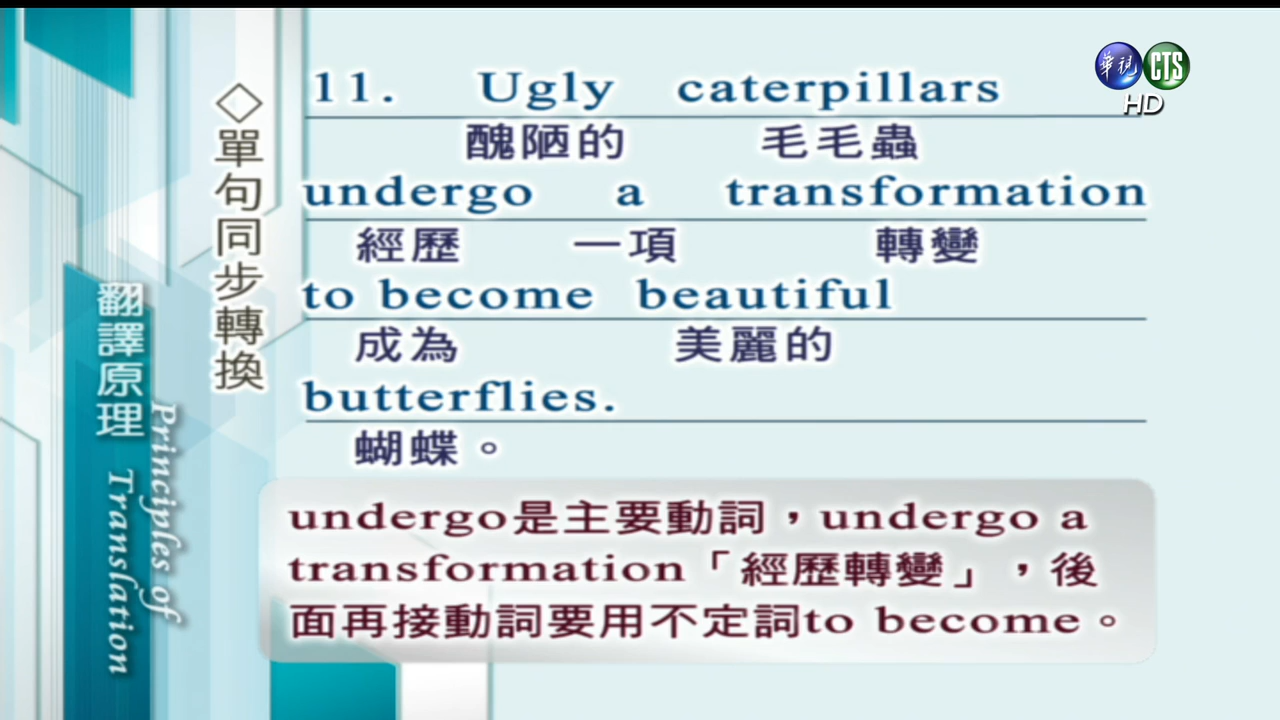 華視 CTS
HD
◇單句同步轉換
翻譯原理
Principles of
Translation
11. Ugly caterpillars
醜陋的 毛毛蟲
undergo a transformation
經歷 一項 轉變
to become beautiful
成為 美麗的
butterflies.
蝴蝶。
undergo是主要動詞，undergo a
transformation「經歷轉變」，後
面再接動詞要用不定詞to become。